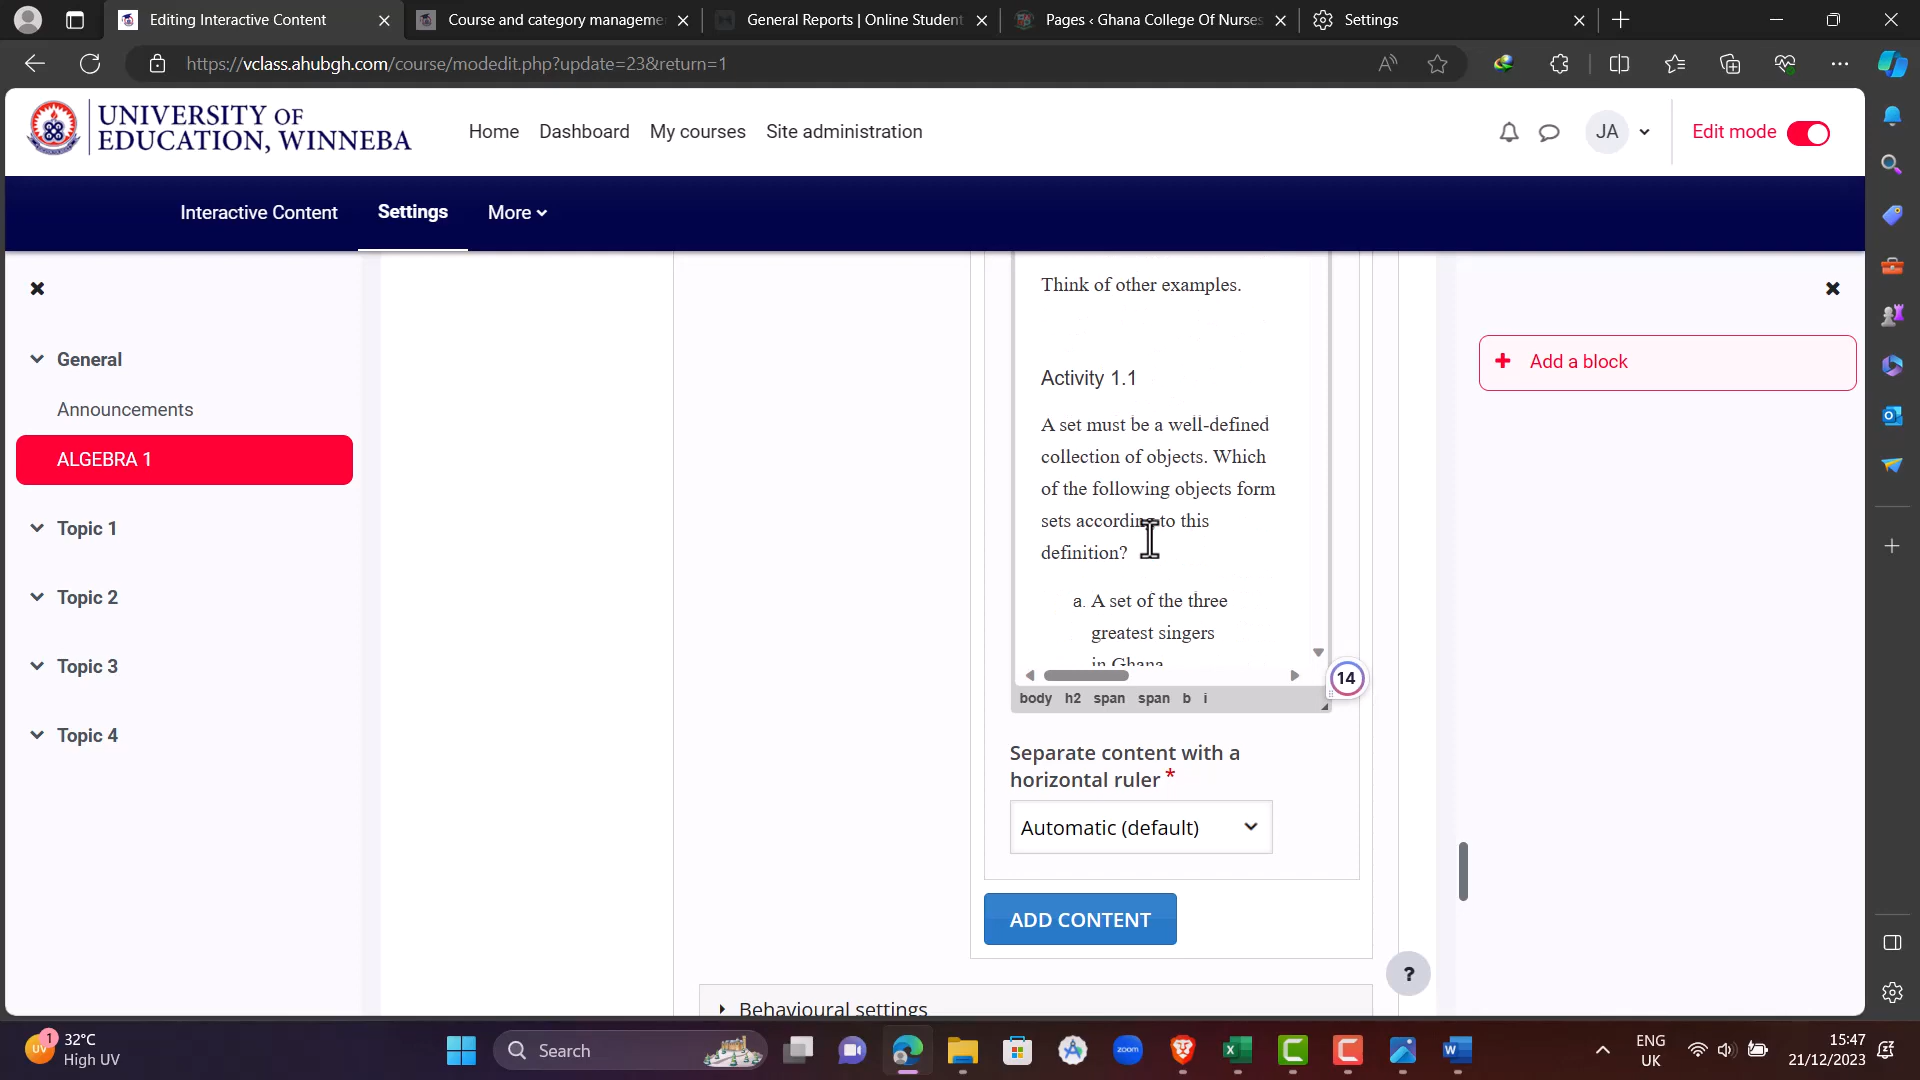 Editing Interactive Content
Course and category manageme
General Reports | Online Student
Pages ‹ Ghana College Of Nurses
Settings
https://vclass.ahubgh.com/course/modedit.php?update=23&return=1
UNIVERSITY OF
EDUCATION, WINNEBA
Home
Dashboard
My courses
Site administration
JA
Edit mode
Interactive Content
Settings
More
General
Announcements
ALGEBRA 1
Topic 1
Topic 2
Topic 3
Topic 4
Think of other examples.
Activity 1.1
A set must be a well-defined
collection of objects. Which
of the following objects form
sets according to this
definition?
a. A set of the three
greatest singers
in Ghana
14
body h2 span span b i
Separate content with a
horizontal ruler *
Automatic (default)
ADD CONTENT
Behavioural settings
+ Add a block
?
1
UV
32°C
High UV
Search
zoom
ENG
UK
15:47
21/12/2023